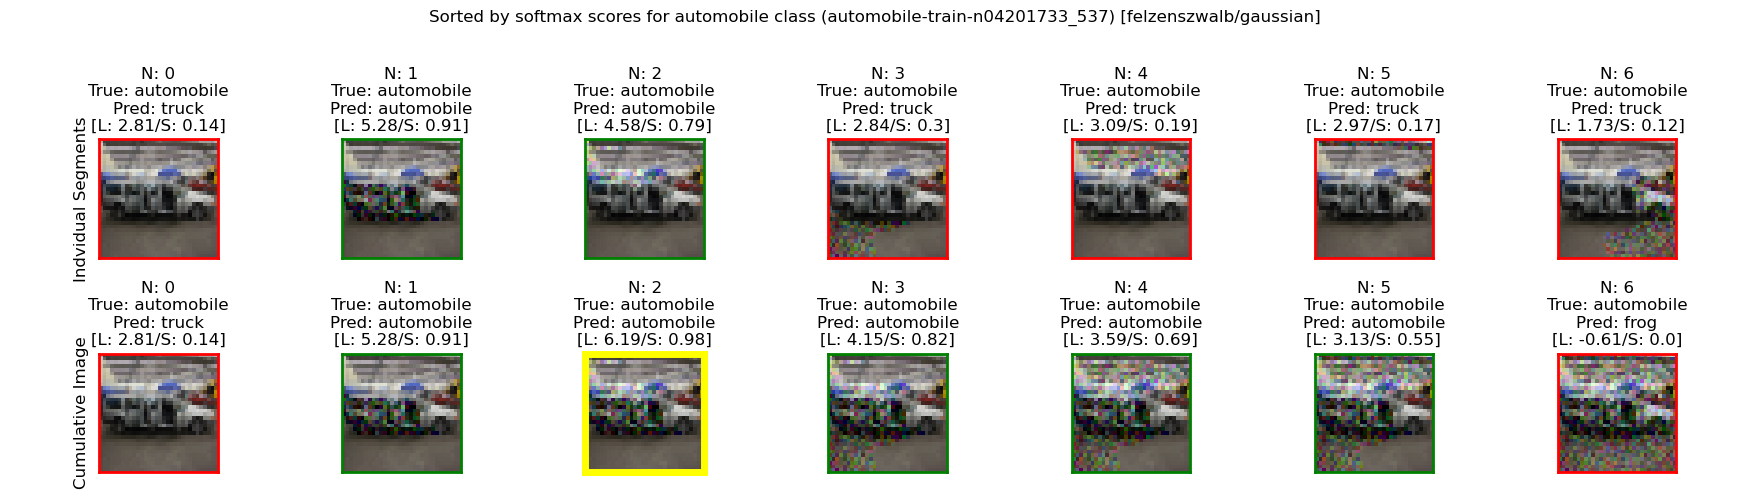 Sorted by softmax scores for automobile class (automobile-train-n04201733_537) [felzenszwalb/gaussian]
Indvidual Segments
N: 0
True: automobile
Pred: truck
[L: 2.81/S: 0.14]
N: 1
True: automobile
Pred: automobile
[L: 5.28/S: 0.91]
N: 2
True: automobile
Pred: automobile
[L: 4.58/S: 0.79]
N: 3
True: automobile
Pred: truck
[L: 2.84/S: 0.3]
N: 4
True: automobile
Pred: truck
[L: 3.09/S: 0.19]
N: 5
True: automobile
Pred: truck
[L: 2.97/S: 0.17]
N: 6
True: automobile
Pred: truck
[L: 1.73/S: 0.12]
Cumulative Image
N: 0
True: automobile
Pred: truck
[L: 2.81/S: 0.14]
N: 1
True: automobile
Pred: automobile
[L: 5.28/S: 0.91]
N: 2
True: automobile
Pred: automobile
[L: 6.19/S: 0.98]
N: 3
True: automobile
Pred: automobile
[L: 4.15/S: 0.82]
N: 4
True: automobile
Pred: automobile
[L: 3.59/S: 0.69]
N: 5
True: automobile
Pred: automobile
[L: 3.13/S: 0.55]
N: 6
True: automobile
Pred: frog
[L: -0.61/S: 0.0]